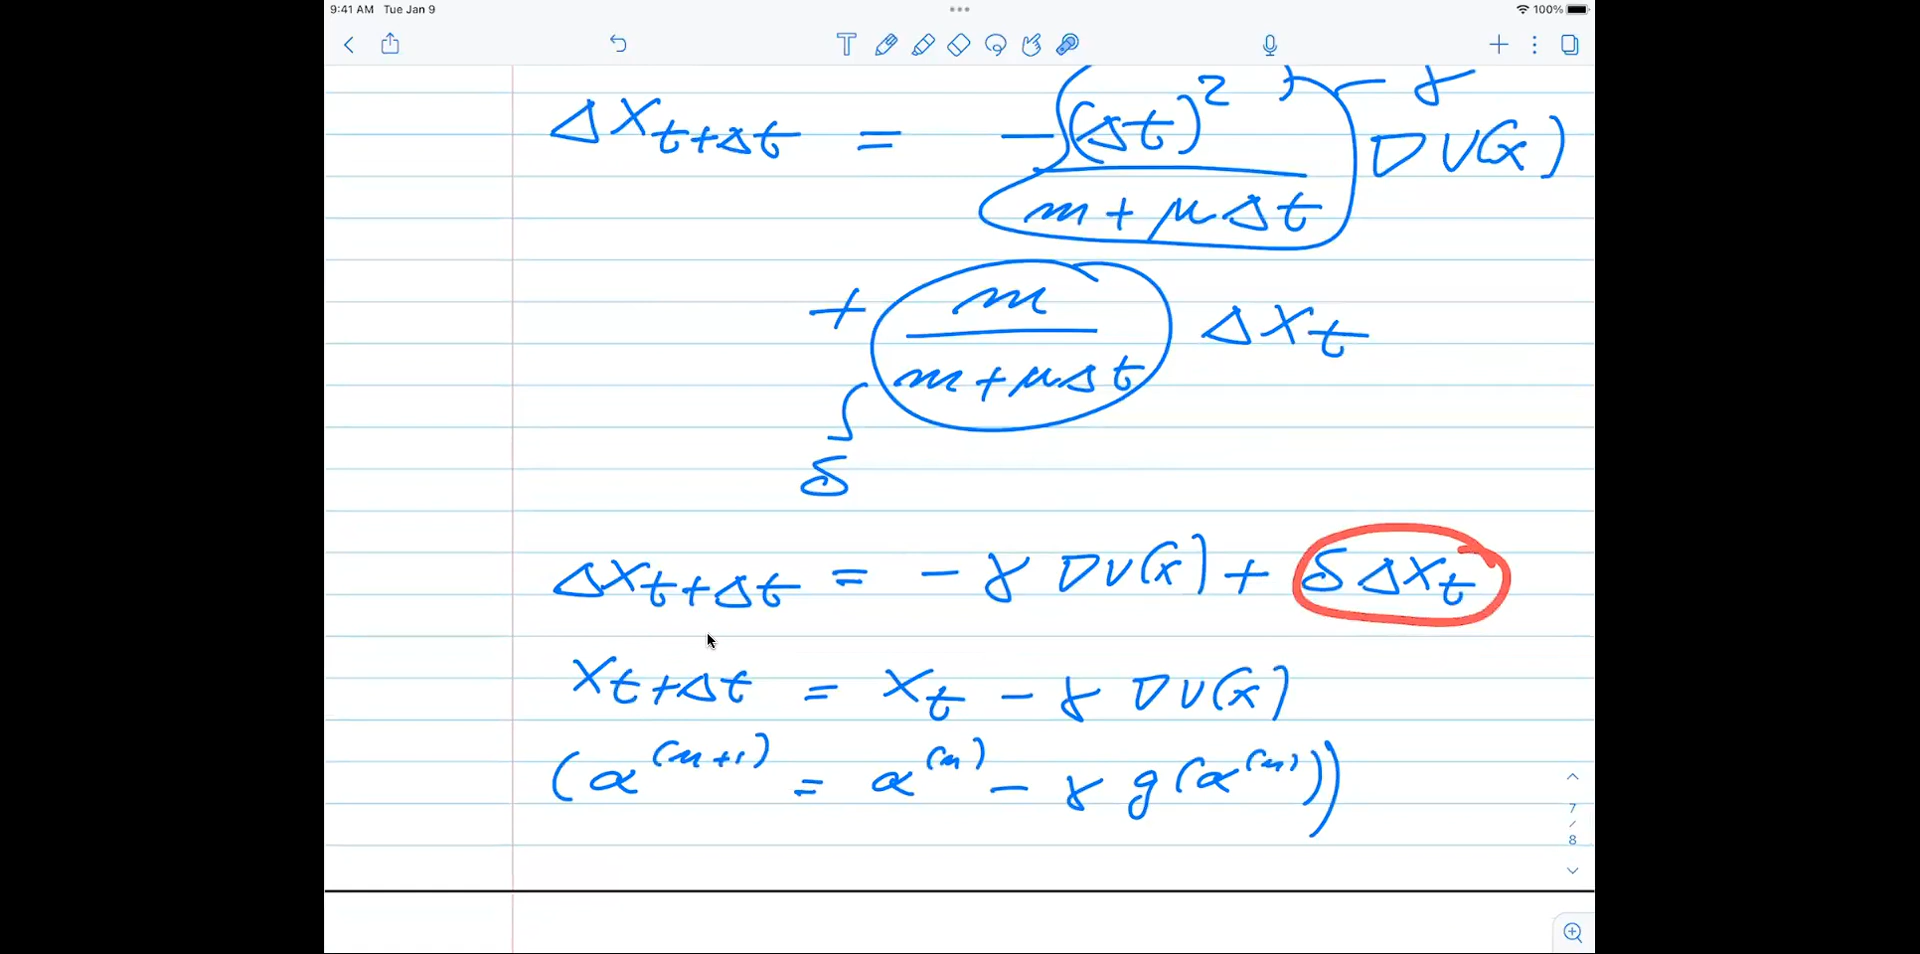 9:41 AM Tue Jan 9
100%
ΔX_{t+Δt} = - (Δt)^2 / (m + μΔt) ∇V(x)
γ
+ m / (m + μΔt) ΔX_t
δ
ΔX_{t+Δt} = - γ ∇V(x) + δ ΔX_t
X_{t+Δt} = X_t - γ ∇V(x)
(α^{(n+1)} = α^{(n)} - γ g(α^{(n)}))
7
/
8